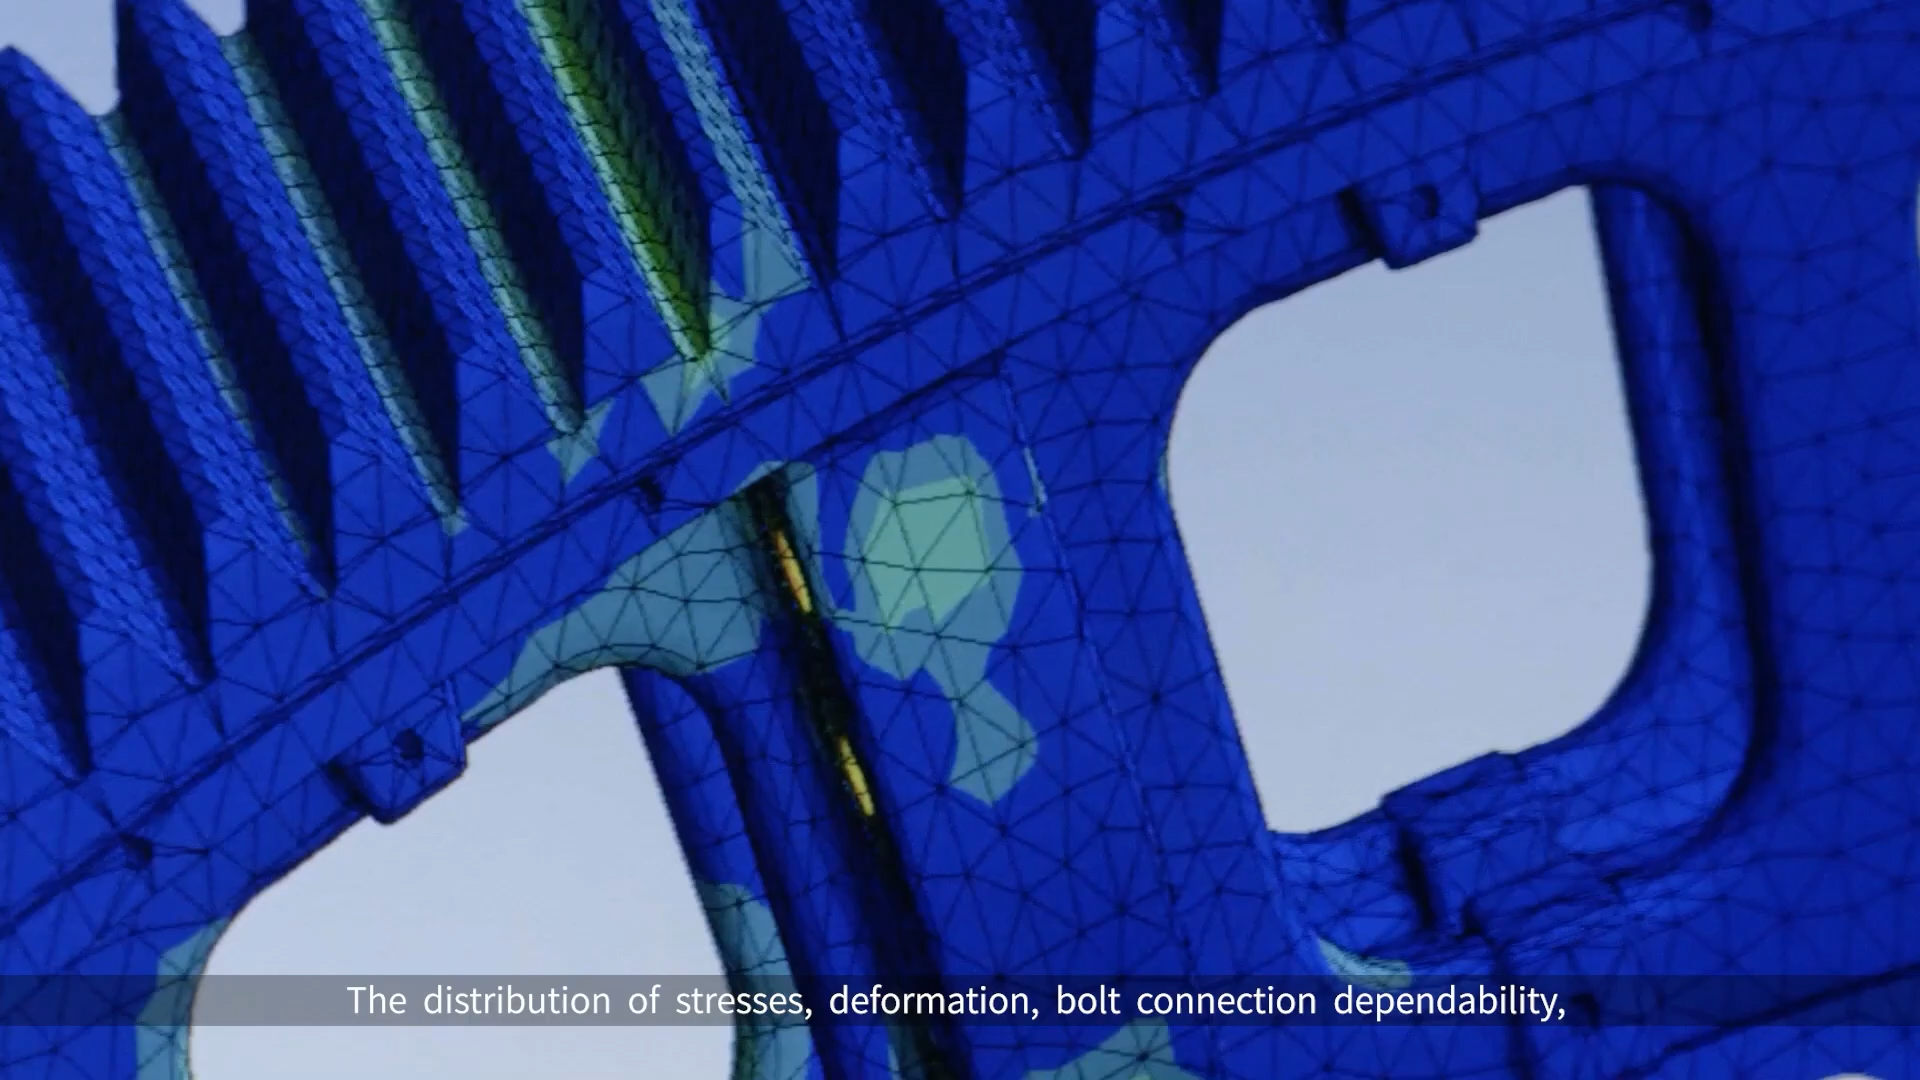 The distribution of stresses, deformation, bolt connection dependability,